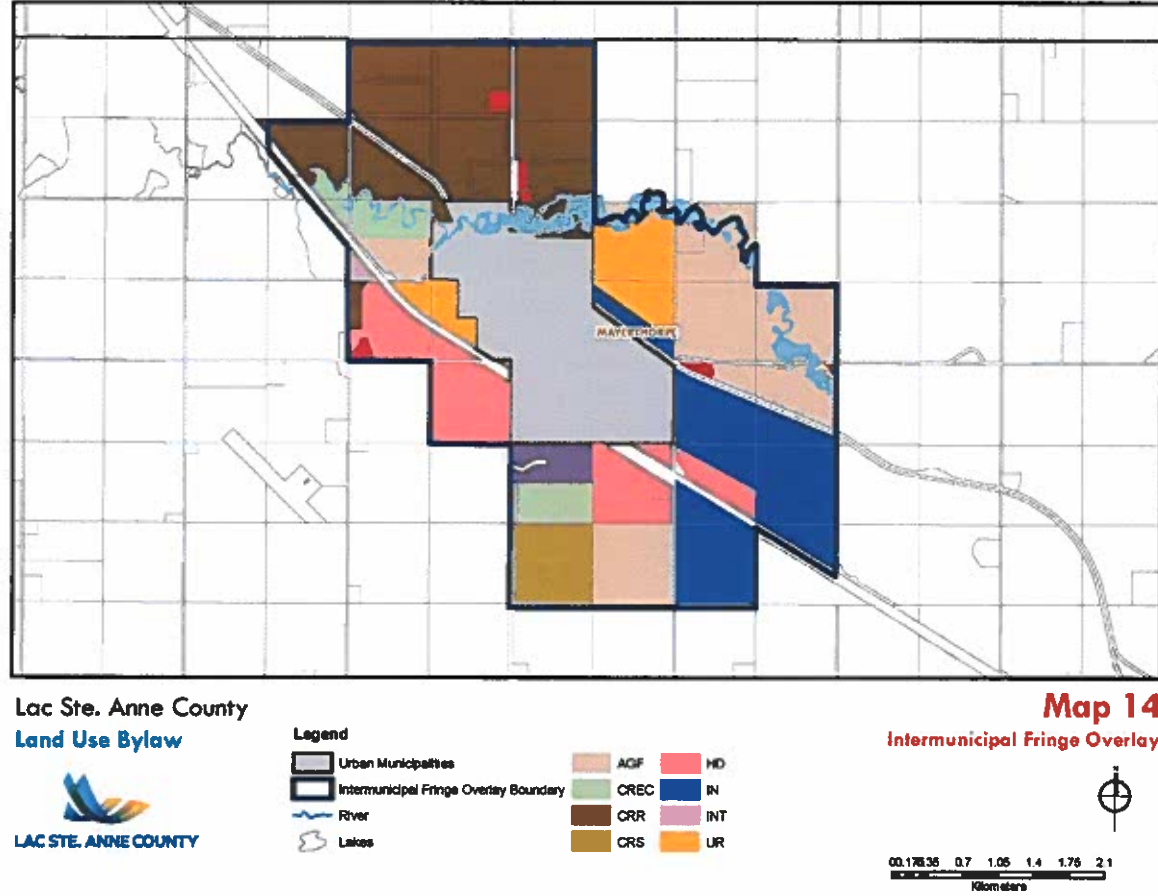 MAYERTHORPE
Lac Ste. Anne County
Land Use Bylaw
LAC STE. ANNE COUNTY
Legend
Urban Municipalities
Intermunicipal Fringe Overlay Boundary
River
Lakes
AGF
CREC
CRR
CRS
HD
IN
INT
UR
Map 14
Intermunicipal Fringe Overlay
N
0.7 1.05 1.4 1.75 2.1
Kilometers